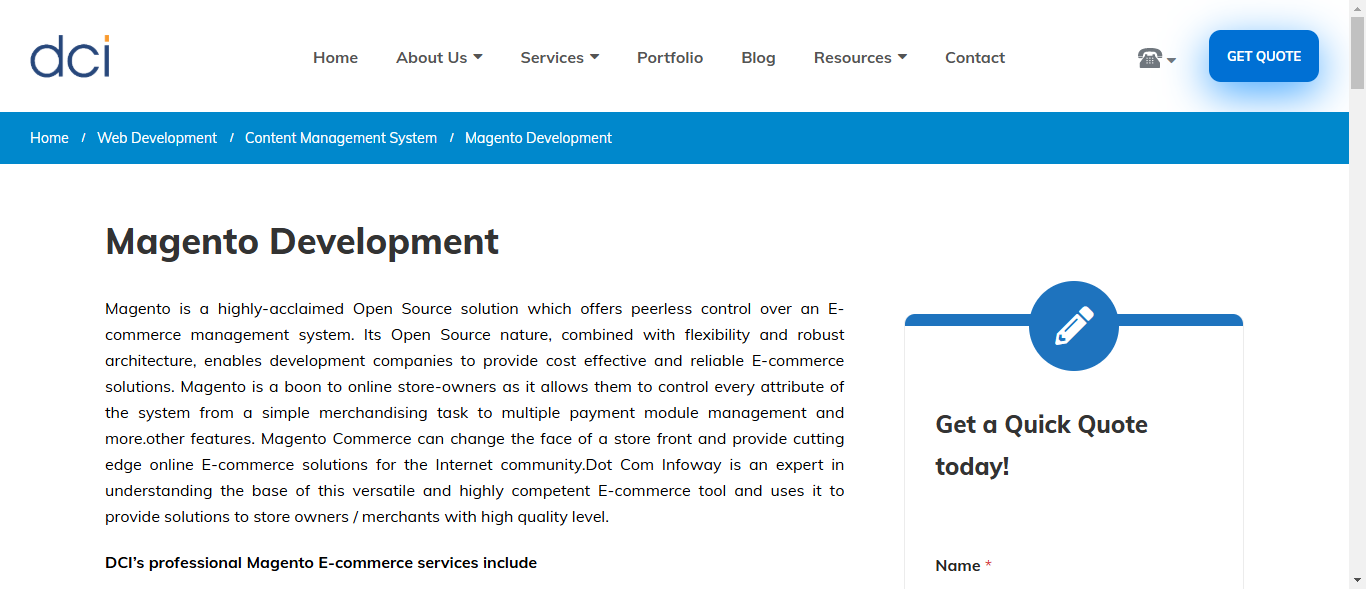 dci
Home About Us Services Portfolio Blog Resources Contact
GET QUOTE
Home / Web Development / Content Management System / Magento Development
Magento Development
Magento is a highly-acclaimed Open Source solution which offers peerless control over an E-
commerce management system. Its Open Source nature, combined with flexibility and robust
architecture, enables development companies to provide cost effective and reliable E-commerce
solutions. Magento is a boon to online store-owners as it allows them to control every attribute of
the system from a simple merchandising task to multiple payment module management and
more.other features. Magento Commerce can change the face of a store front and provide cutting
edge online E-commerce solutions for the Internet community.Dot Com Infoway is an expert in
understanding the base of this versatile and highly competent E-commerce tool and uses it to
provide solutions to store owners / merchants with high quality level.
DCI’s professional Magento E-commerce services include
Get a Quick Quote
today!
Name *